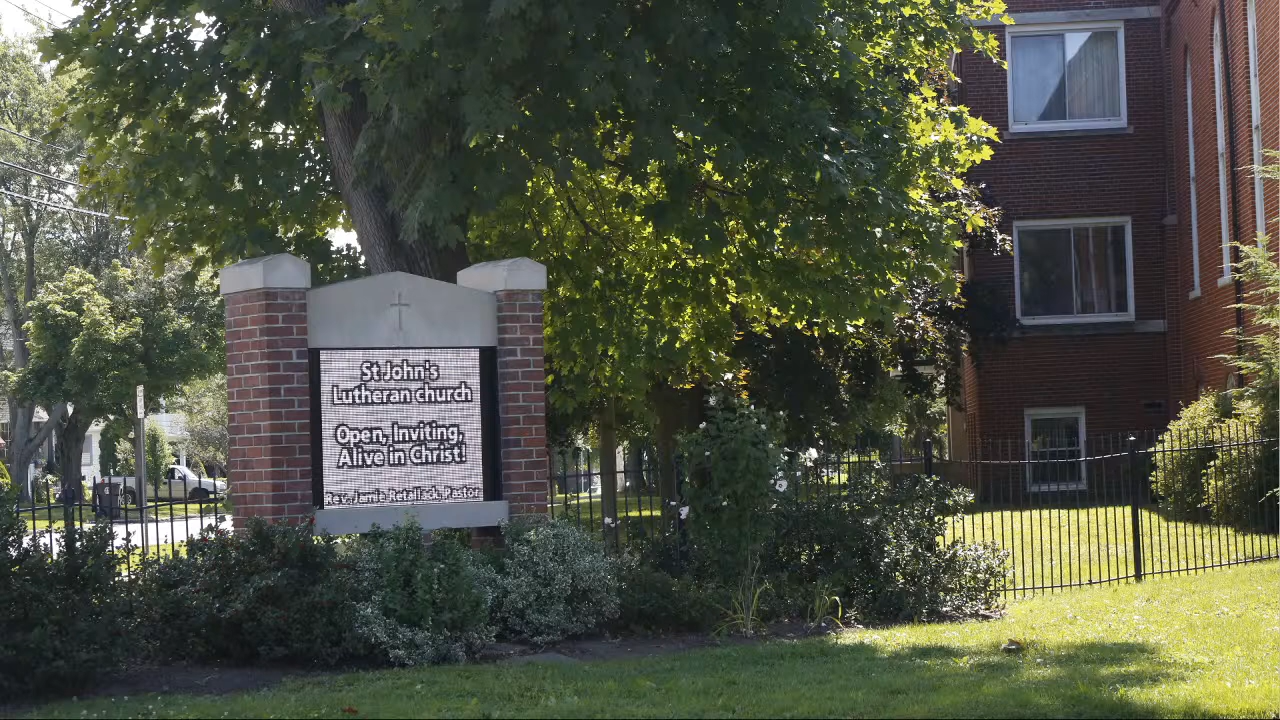 St John's
Lutheran church
Open, Inviting,
Alive in Christ!
Rev. Jamie Retallack, Pastor